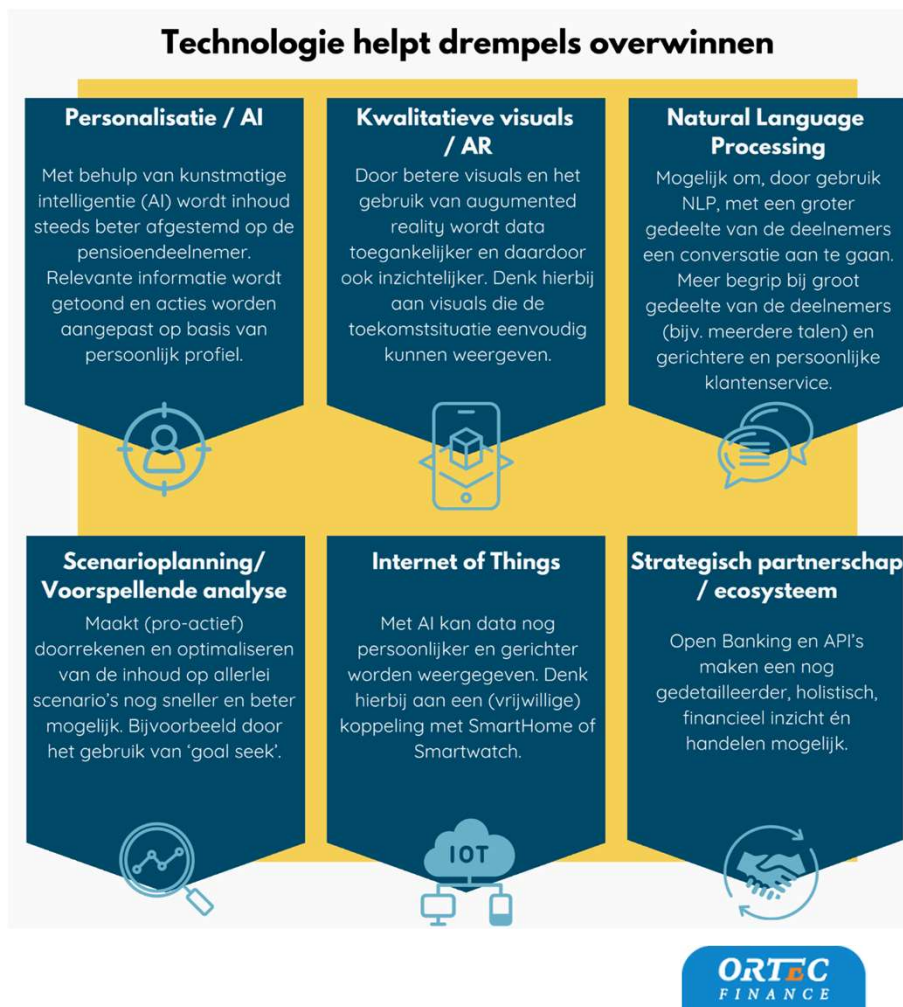 Technologie helpt drempels overwinnen
Personalisatie / AI
Met behulp van kunstmatige
intelligentie (AI) wordt inhoud
steeds beter afgestemd op de
pensioendeelnemer.
Relevante informatie wordt
getoond en acties worden
aangepast op basis van
persoonlijk profiel.
Kwalitatieve visuals
/ AR
Door betere visuals en het
gebruik van augumented
reality wordt data
toegankelijker en daardoor
ook inzichtelijker. Denk hierbij
aan visuals die de
toekomstsituatie eenvoudig
kunnen weergeven.
Natural Language
Processing
Mogelijk om, door gebruik
NLP, met een groter
gedeelte van de deelnemers
een conversatie aan te gaan.
Meer begrip bij groot
gedeelte van de deelnemers
(bijv. meerdere talen) en
gerichtere en persoonlijke
klantenservice.
Scenarioplanning/
Voorspellende analyse
Maakt (pro-actief)
doorrekenen en optimaliseren
van de inhoud op allerlei
scenario's nog sneller en beter
mogelijk. Bijvoorbeeld door
het gebruik van 'goal seek'.
Internet of Things
Met AI kan data nog
persoonlijker en gerichter
worden weergegeven. Denk
hierbij aan een (vrijwillige)
koppeling met SmartHome of
Smartwatch.
IOT
Strategisch partnerschap
/ ecosysteem
Open Banking en API's
maken een nog
gedetailleerder, holistisch,
financieel inzicht én
handelen mogelijk.
ORTEC
FINANCE